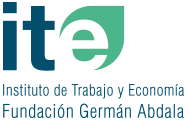 ite
Instituto de Trabajo y Economía
Fundación Germán Abdala